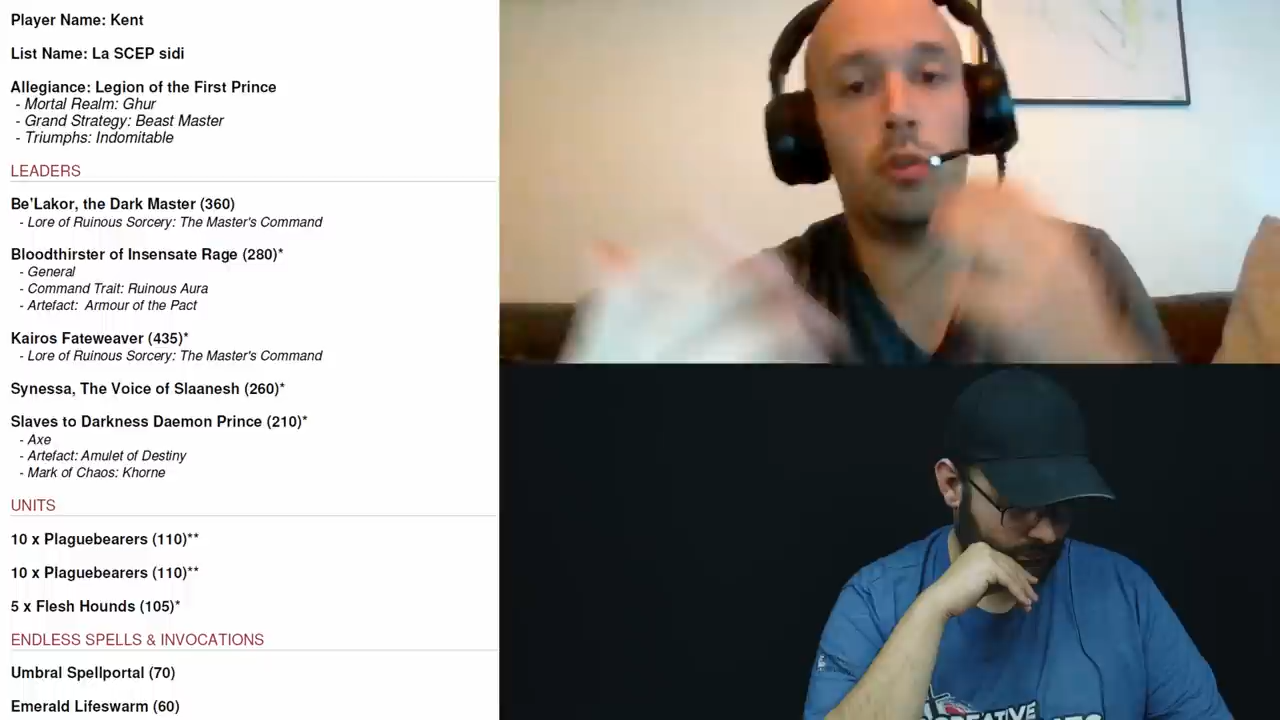 Player Name: Kent
List Name: La SCEP sidi
Allegiance: Legion of the First Prince
- Mortal Realm: Ghur
- Grand Strategy: Beast Master
- Triumphs: Indomitable
LEADERS
Be'Lakor, the Dark Master (360)
- Lore of Ruinous Sorcery: The Master's Command
Bloodthirster of Insensate Rage (280)*
- General
- Command Trait: Ruinous Aura
- Artefact: Armour of the Pact
Kairos Fateweaver (435)*
- Lore of Ruinous Sorcery: The Master's Command
Synessa, The Voice of Slaanesh (260)*
Slaves to Darkness Daemon Prince (210)*
- Axe
- Artefact: Amulet of Destiny
- Mark of Chaos: Khorne
UNITS
10 x Plaguebearers (110)**
10 x Plaguebearers (110)**
5 x Flesh Hounds (105)*
ENDLESS SPELLS & INVOCATIONS
Umbral Spellportal (70)
Emerald Lifeswarm (60)